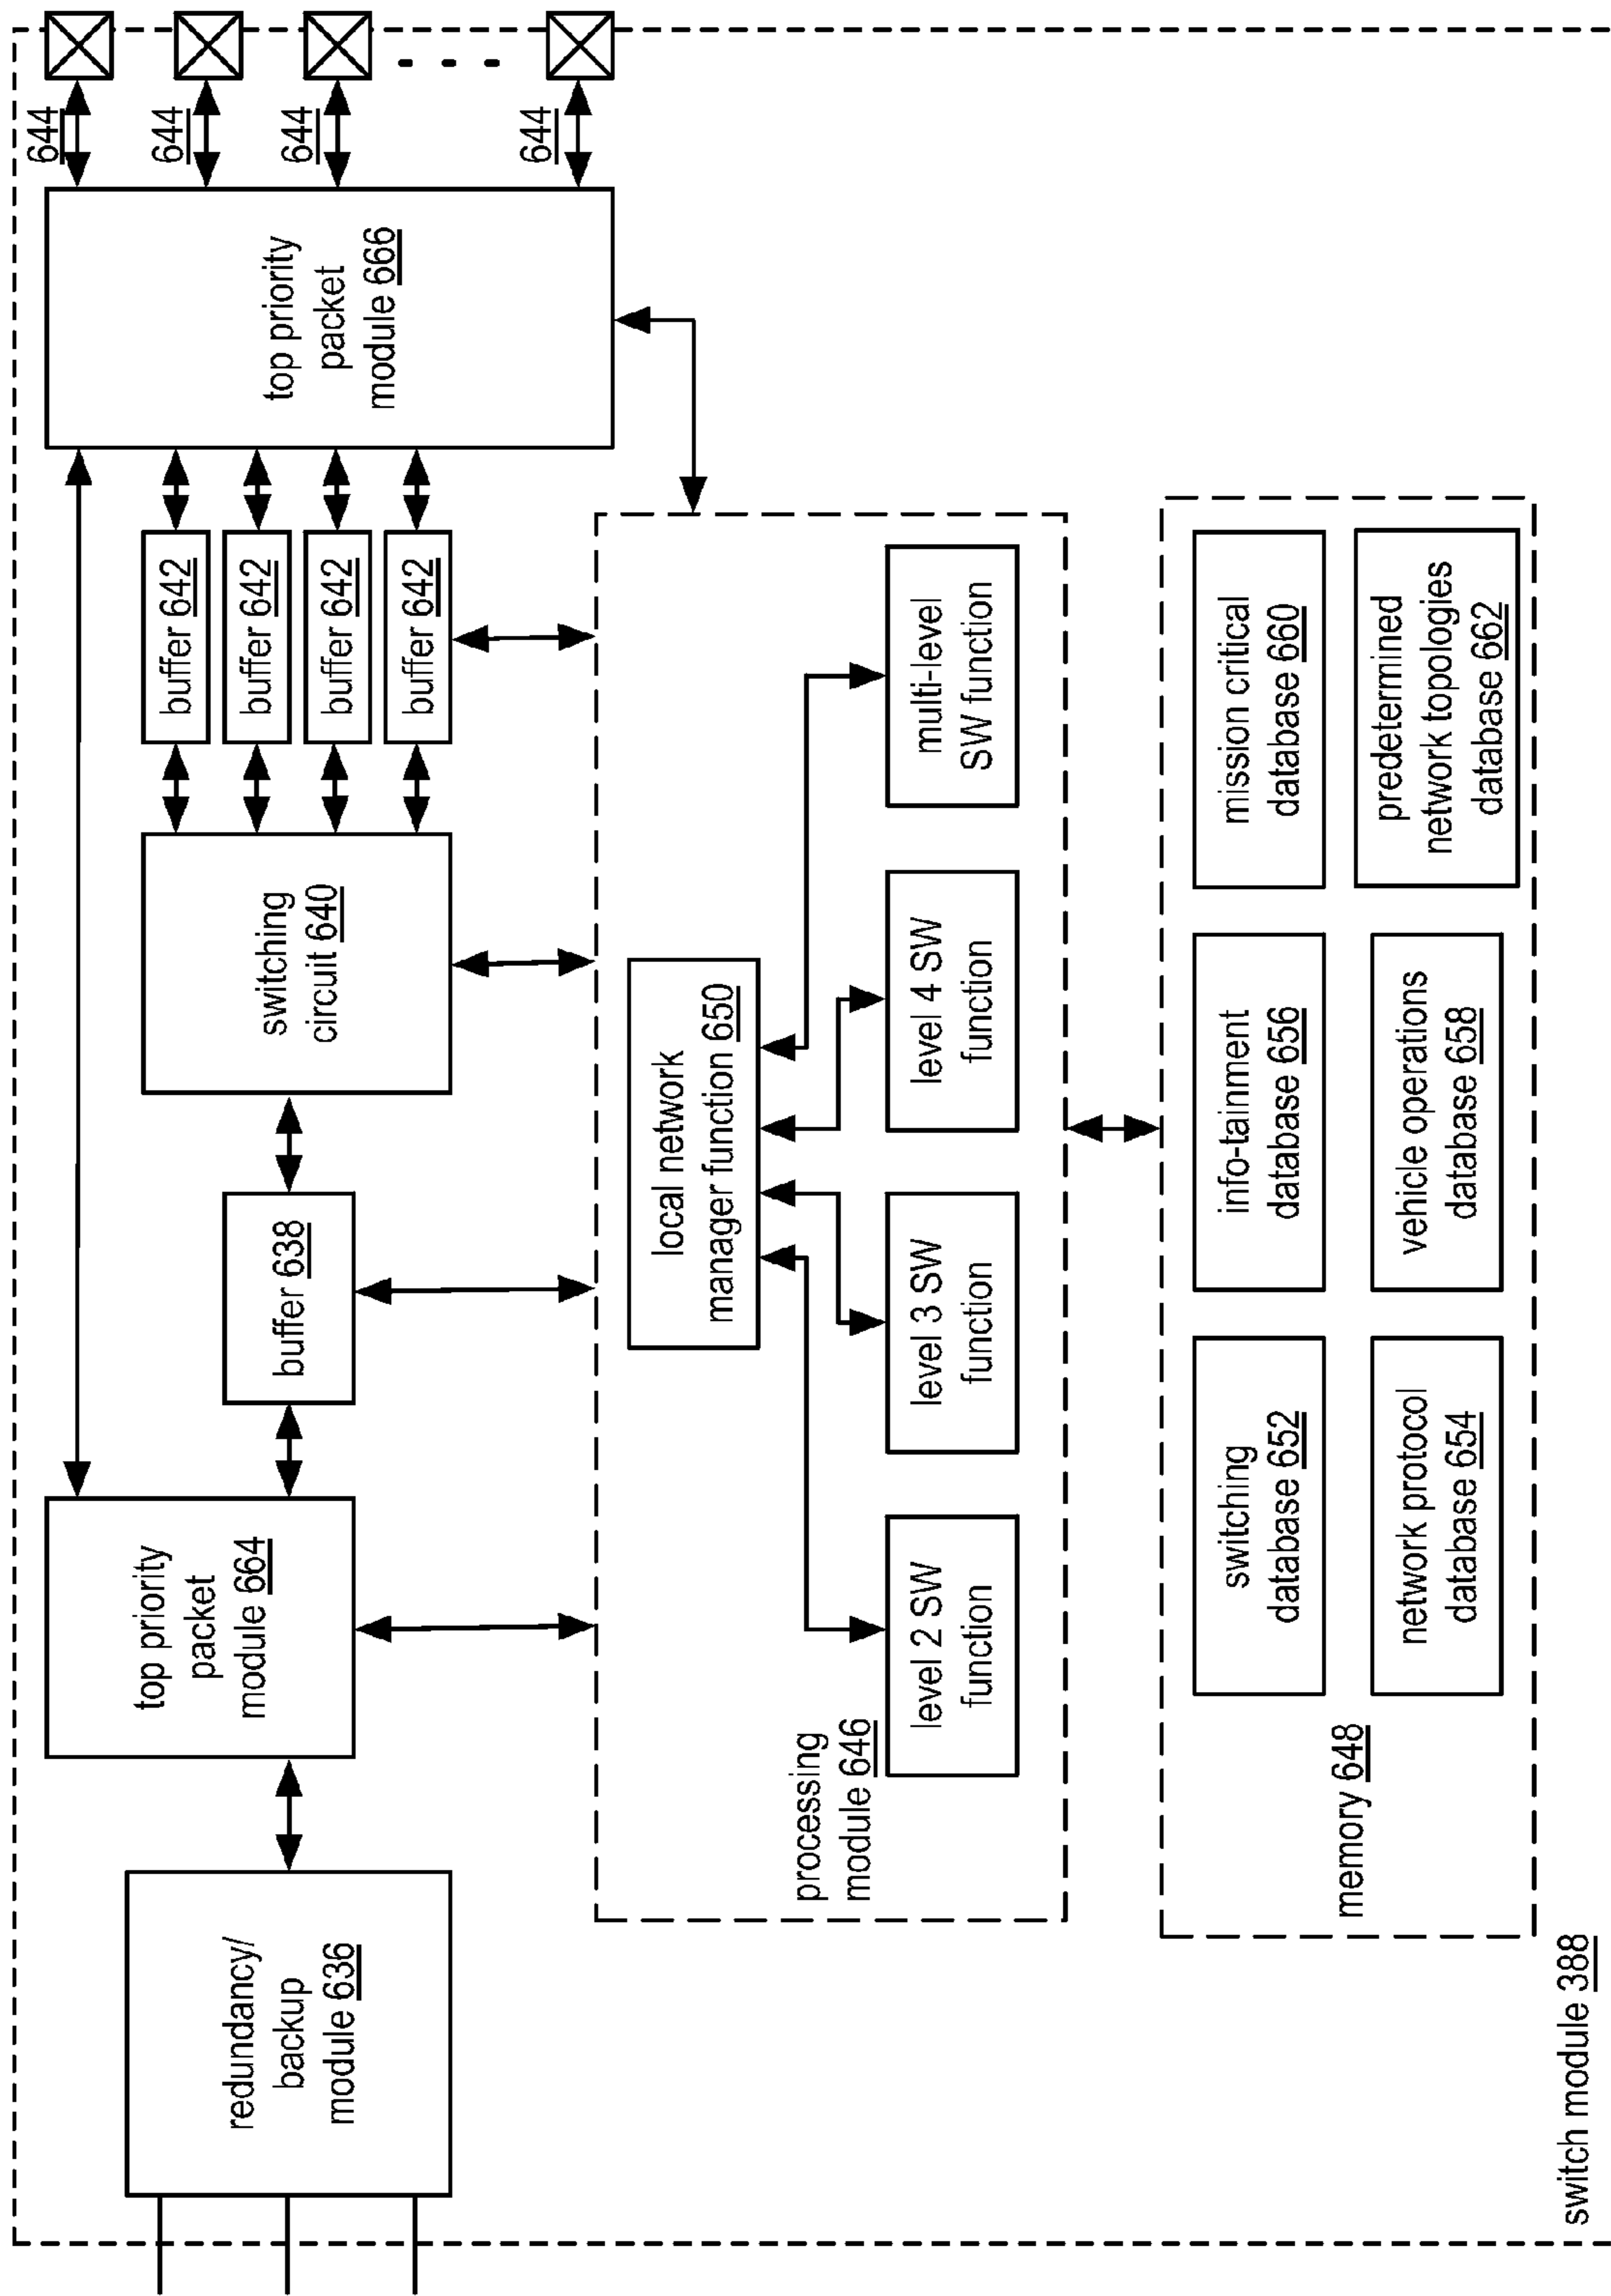 redundancy/
backup
module 636
top priority
packet
module 664
buffer 638
switching
circuit 640
buffer 642
buffer 642
buffer 642
buffer 642
top priority
packet
module 666
644
644
644
644
processing
module 646
local network
manager function 650
level 2 SW
function
level 3 SW
function
level 4 SW
function
multi-level
SW function
memory 648
switching
database 652
info-tainment
database 656
mission critical
database 660
network protocol
database 654
vehicle operations
database 658
predetermined
network topologies
database 662
switch module 388